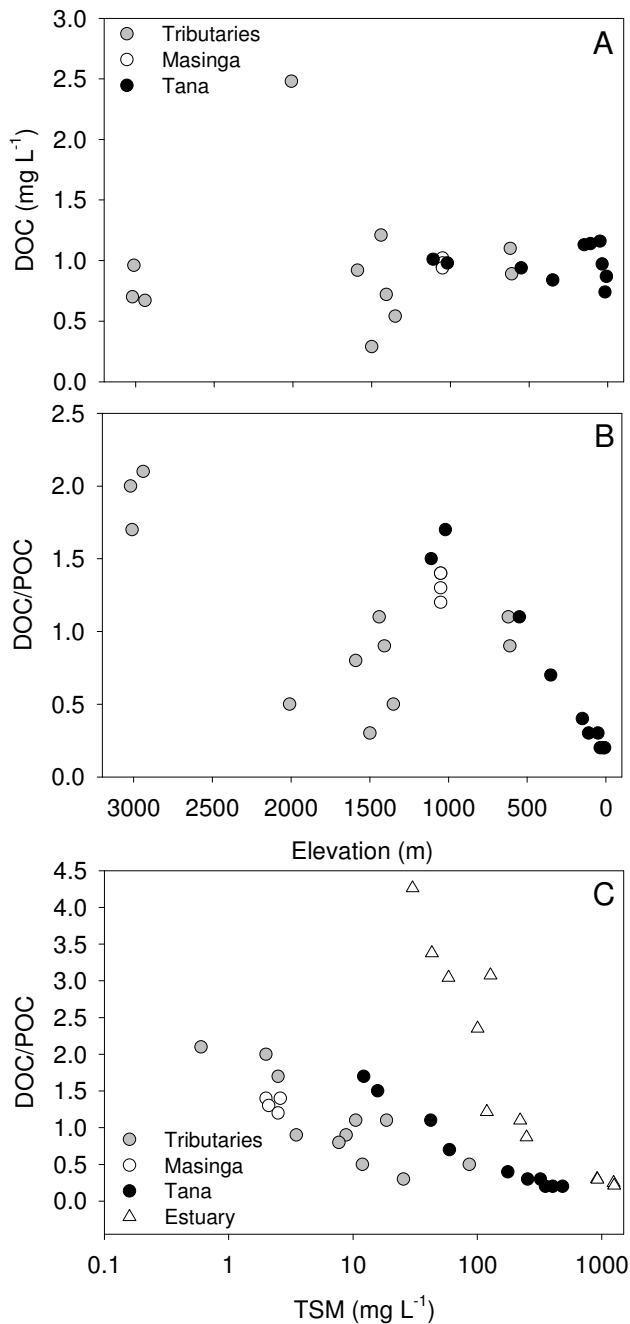 3.0
A
Tributaries
Masinga
Tana
2.5
2.0
1.5
1.0
0.5
0.0
DOC (mg L⁻¹)
2.5
B
2.0
1.5
1.0
0.5
0.0
DOC/POC
3000 2500 2000 1500 1000 500 0
Elevation (m)
4.5
C
4.0
3.5
3.0
2.5
2.0
1.5
1.0
0.5
0.0
DOC/POC
Tributaries
Masinga
Tana
Estuary
0.1 1 10 100 1000
TSM (mg L⁻¹)